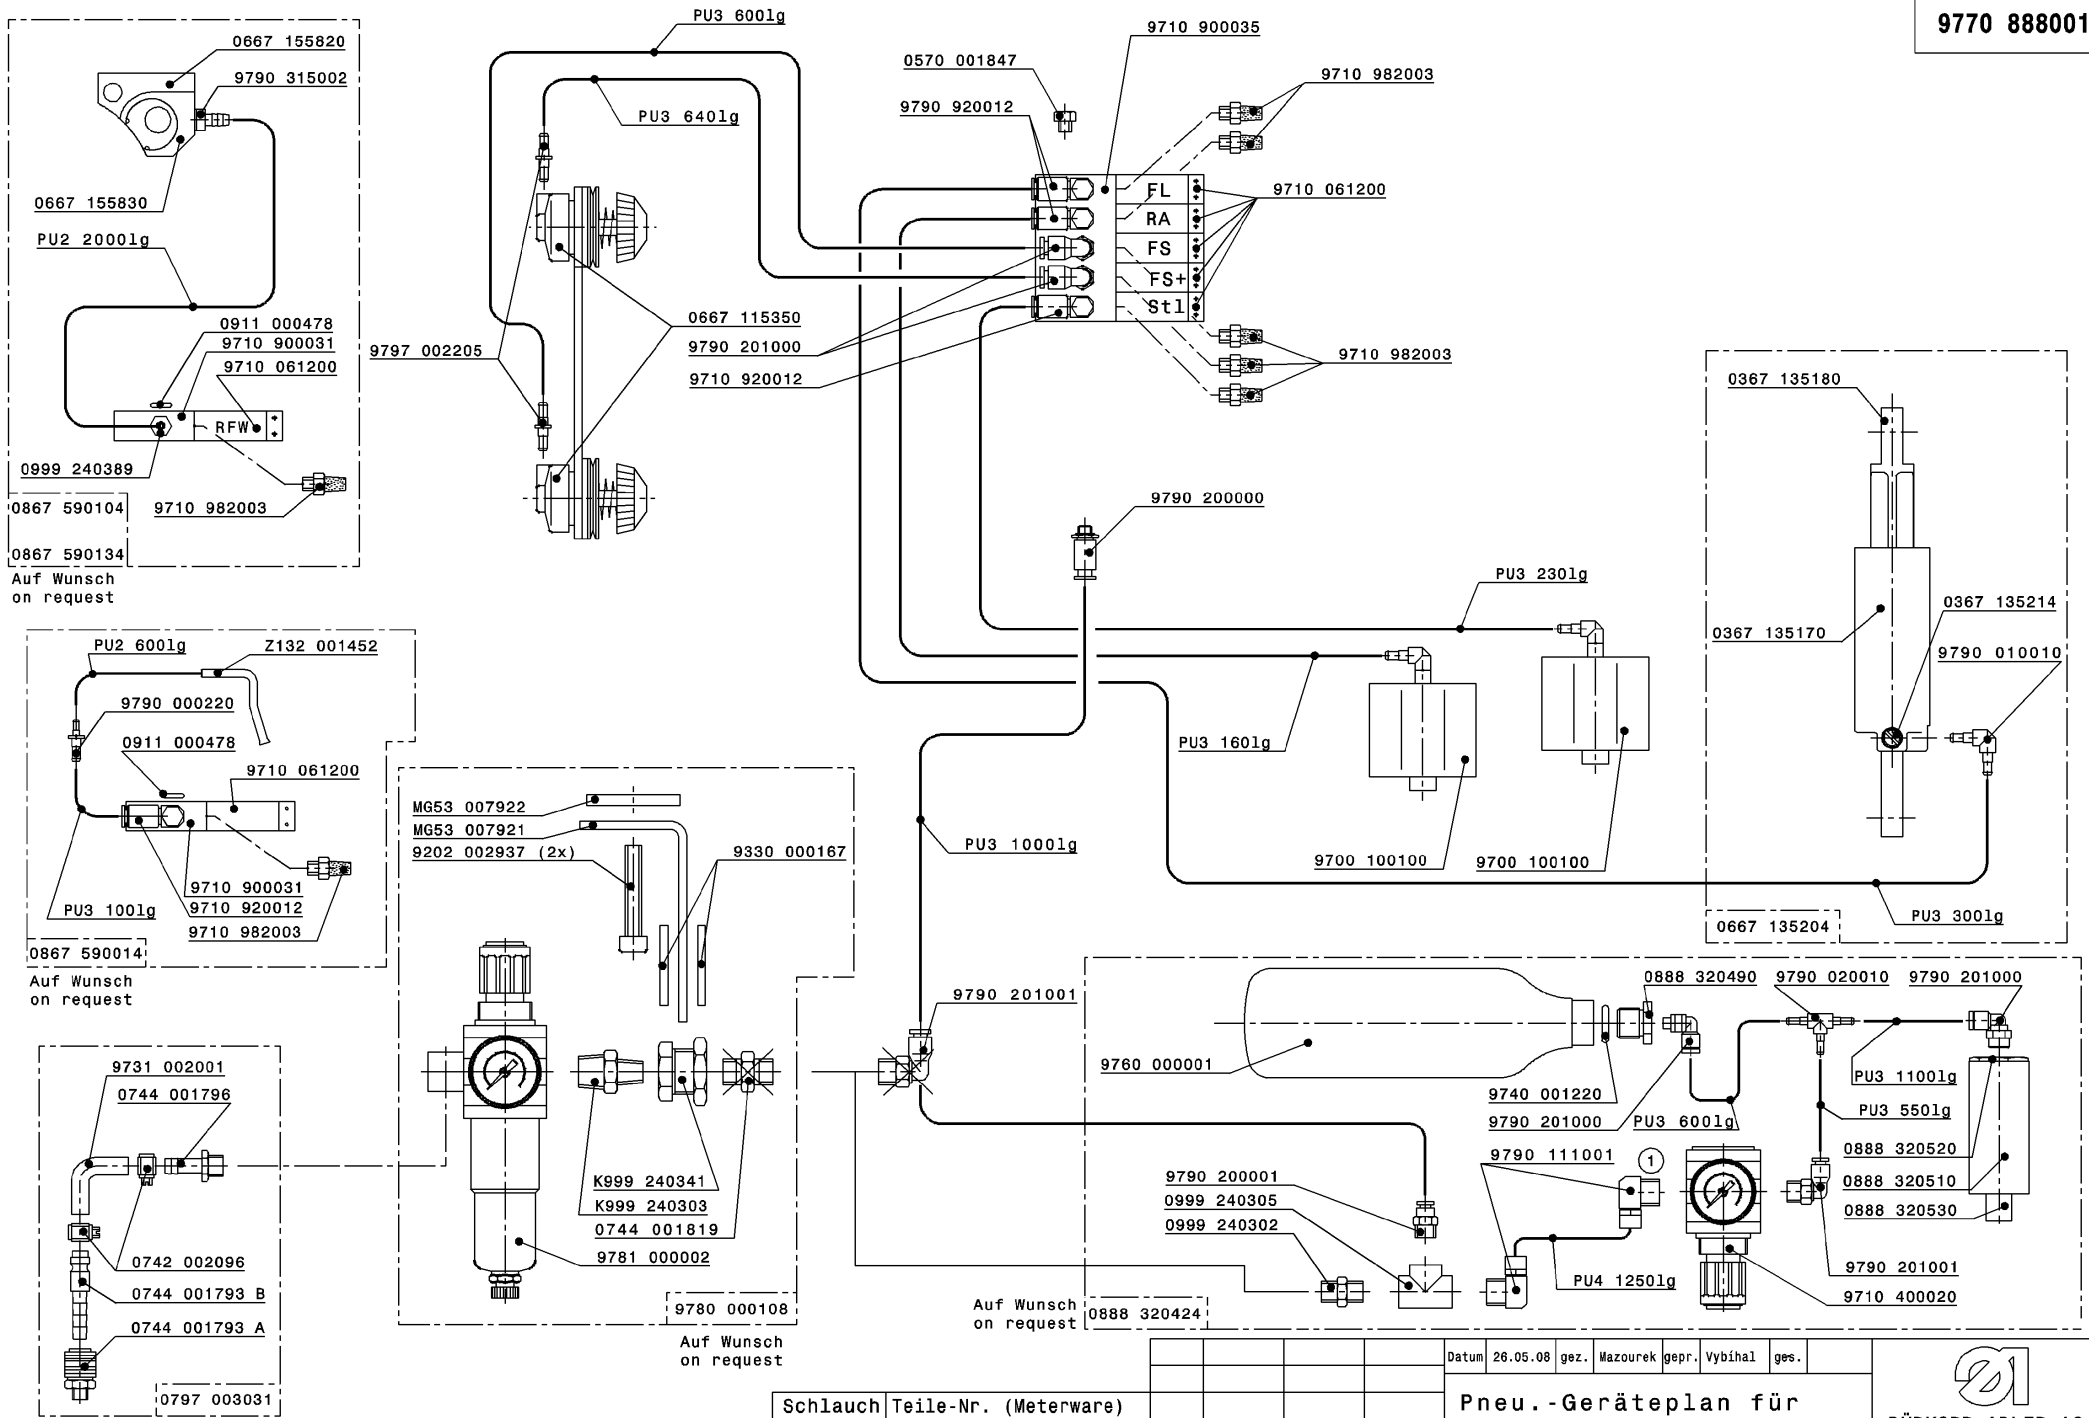 9770 888001
PU3 600lg
0667 155820
9790 315002
0667 155830
PU2 2000lg
0911 000478
9710 900031
9710 061200
RFW
0999 240389
9710 982003
0867 590104
0867 590134
Auf Wunsch
on request
PU3 640lg
9797 002205
0667 115350
9790 201000
9710 920012
9710 900035
0570 001847
9790 920012
9710 982003
FL
RA
FS
FS+
Stl
9710 061200
9710 982003
9790 200000
PU3 230lg
PU3 160lg
9700 100100
9700 100100
PU3 1000lg
0367 135180
0367 135214
0367 135170
9790 010010
PU3 300lg
0667 135204
PU2 600lg
Z132 001452
9790 000220
0911 000478
9710 061200
9710 900031
PU3 100lg
9710 920012
9710 982003
0867 590014
Auf Wunsch
on request
MG53 007922
MG53 007921
9202 002937 (2x)
9330 000167
K999 240341
K999 240303
0744 001819
9781 000002
9780 000108
Auf Wunsch
on request
9731 002001
0744 001796
0742 002096
0744 001793 B
0744 001793 A
0797 003031
9790 201001
9760 000001
0888 320490
9790 020010
9790 201000
9740 001220
9790 201000
PU3 600lg
PU3 1100lg
PU3 550lg
9790 111001
1
0888 320520
0888 320510
0888 320530
9790 200001
0999 240305
0999 240302
PU4 1250lg
9790 201001
9710 400020
Auf Wunsch
on request
0888 320424
Datum 26.05.08 gez. Mazourek gepr. Vybíhal ges.
Schlauch Teile-Nr. (Meterware)
Pneu.-Geräteplan für